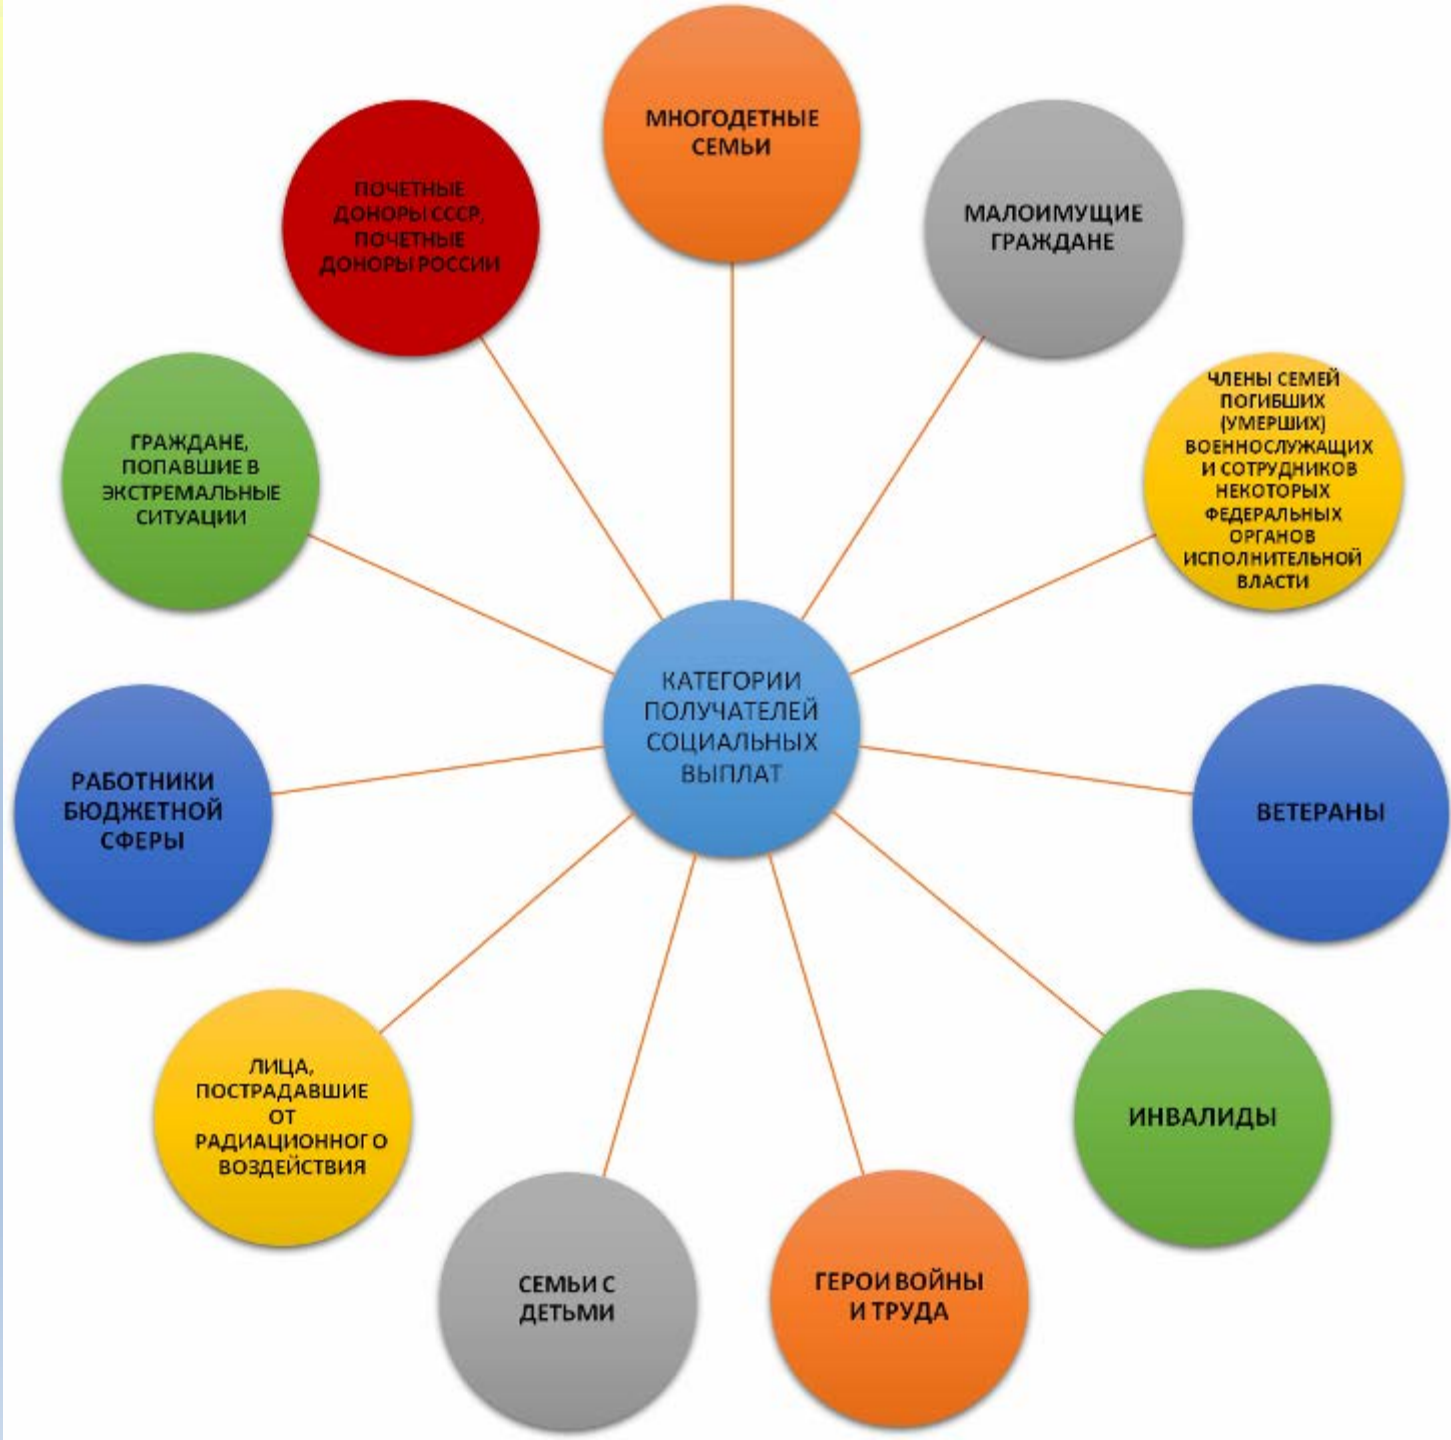 МНОГОДЕТНЫЕ
СЕМЬИ
ПОЧЕТНЫЕ
ДОНОРЫ СССР,
ПОЧЕТНЫЕ
ДОНОРЫ РОССИИ
МАЛОИМУЩИЕ
ГРАЖДАНЕ
ЧЛЕНЫ СЕМЕЙ
ПОГИБШИХ
(УМЕРШИХ)
ВОЕННОСЛУЖАЩИХ
И СОТРУДНИКОВ
НЕКОТОРЫХ
ФЕДЕРАЛЬНЫХ
ОРГАНОВ
ИСПОЛНИТЕЛЬНОЙ
ВЛАСТИ
ГРАЖДАНЕ,
ПОПАВШИЕ В
ЭКСТРЕМАЛЬНЫЕ
СИТУАЦИИ
КАТЕГОРИИ
ПОЛУЧАТЕЛЕЙ
СОЦИАЛЬНЫХ
ВЫПЛАТ
РАБОТНИКИ
БЮДЖЕТНОЙ
СФЕРЫ
ВЕТЕРАНЫ
ЛИЦА,
ПОСТРАДАВШИЕ
ОТ
РАДИАЦИОННОГО
ВОЗДЕЙСТВИЯ
ИНВАЛИДЫ
СЕМЬИ С
ДЕТЬМИ
ГЕРОИ ВОЙНЫ
И ТРУДА